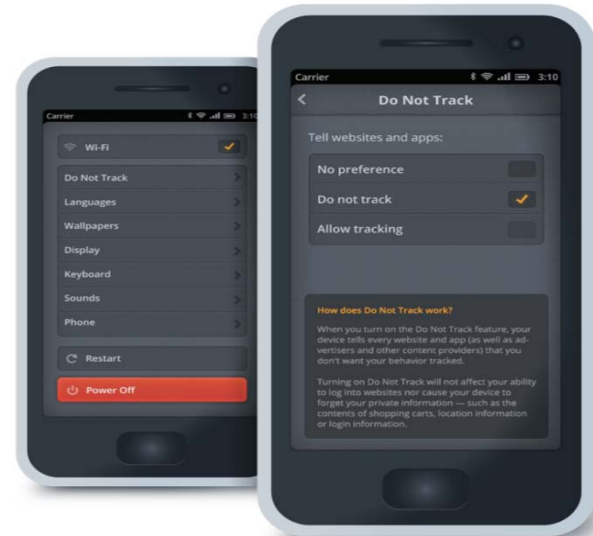 Carrier 3:10
Wi-Fi
Do Not Track
Languages
Wallpapers
Display
Keyboard
Sounds
Phone
Restart
Power Off
Carrier 3:10
Do Not Track
Tell websites and apps:
No preference
Do not track
Allow tracking
How does Do Not Track work?
When you turn on the Do Not Track feature, your
device tells every website and app (as well as ad-
vertisers and other content providers) that you
don't want your behavior tracked.
Turning on Do Not Track will not affect your ability
to log into websites nor cause your device to
forget your private information — such as the
contents of shopping carts, location information
or login information.